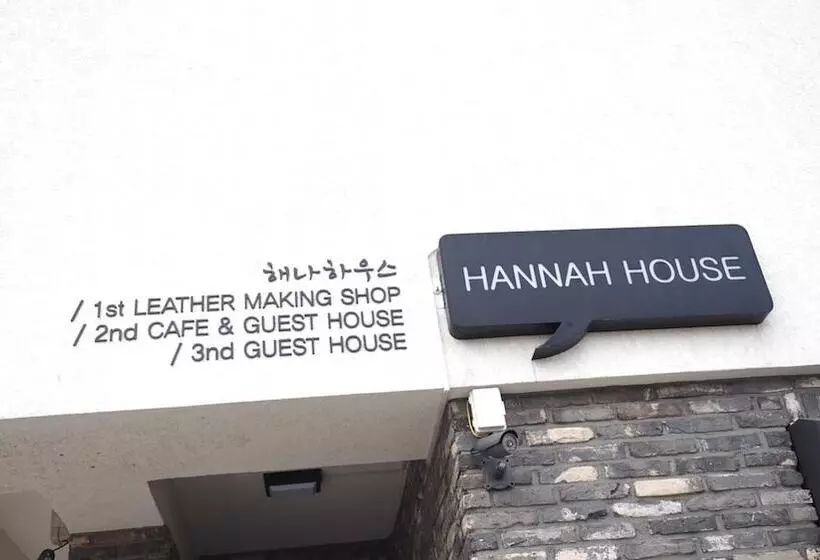 해나하우스
/ 1st LEATHER MAKING SHOP
/ 2nd CAFE & GUEST HOUSE
/ 3nd GUEST HOUSE
HANNAH HOUSE